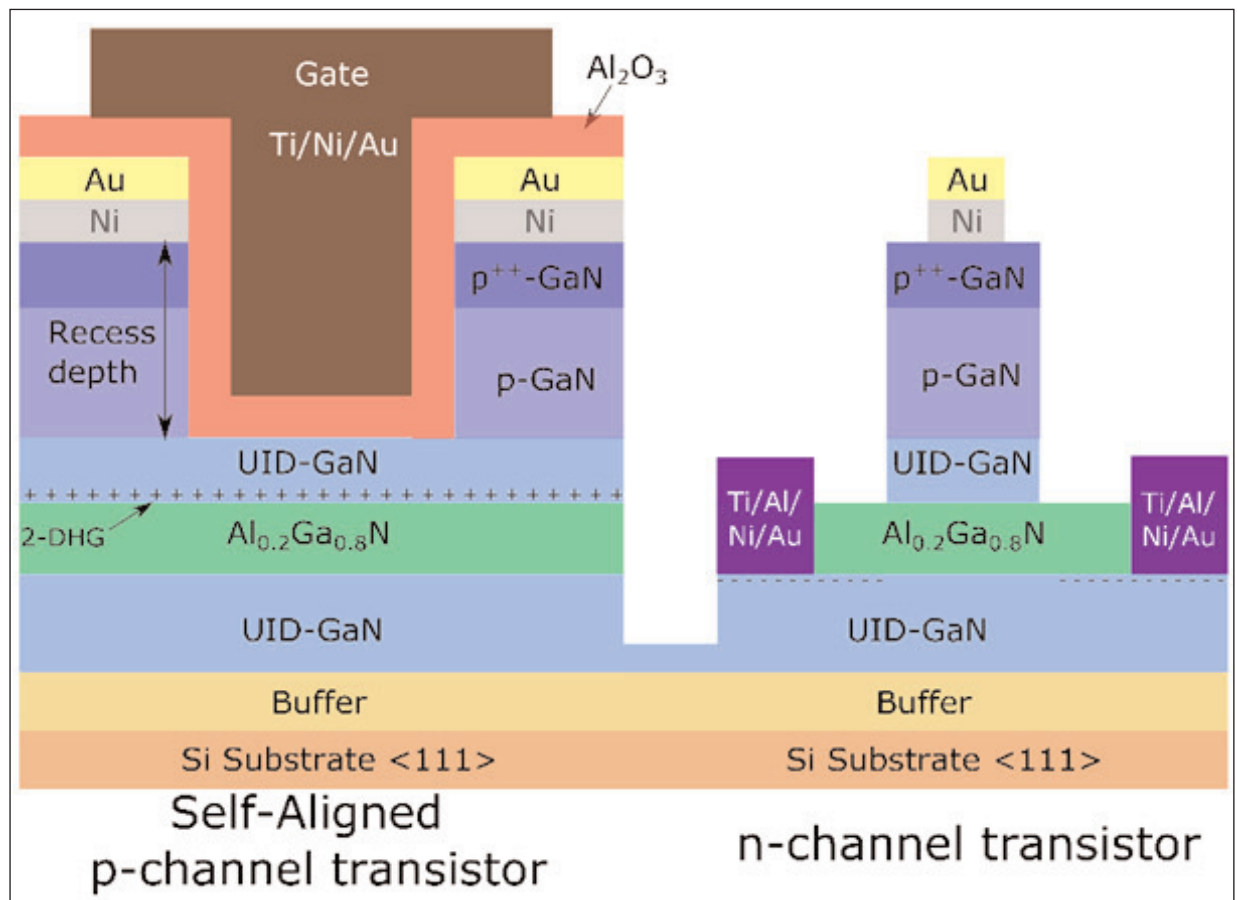 Gate
Al₂O₃
Ti/Ni/Au
Au
Ni
Au
Ni
p⁺⁺-GaN
Recess
depth
p-GaN
UID-GaN
+ + + + + + + + + + + + + + + + + + + + + + + + + + + + + + + + + + + +
2-DHG
Al₀.₂Ga₀.₈N
UID-GaN
Buffer
Si Substrate <111>
Self-Aligned
p-channel transistor
Au
Ni
p⁺⁺-GaN
p-GaN
UID-GaN
Ti/Al/
Ni/Au
Al₀.₂Ga₀.₈N
Ti/Al/
Ni/Au
UID-GaN
Buffer
Si Substrate <111>
n-channel transistor